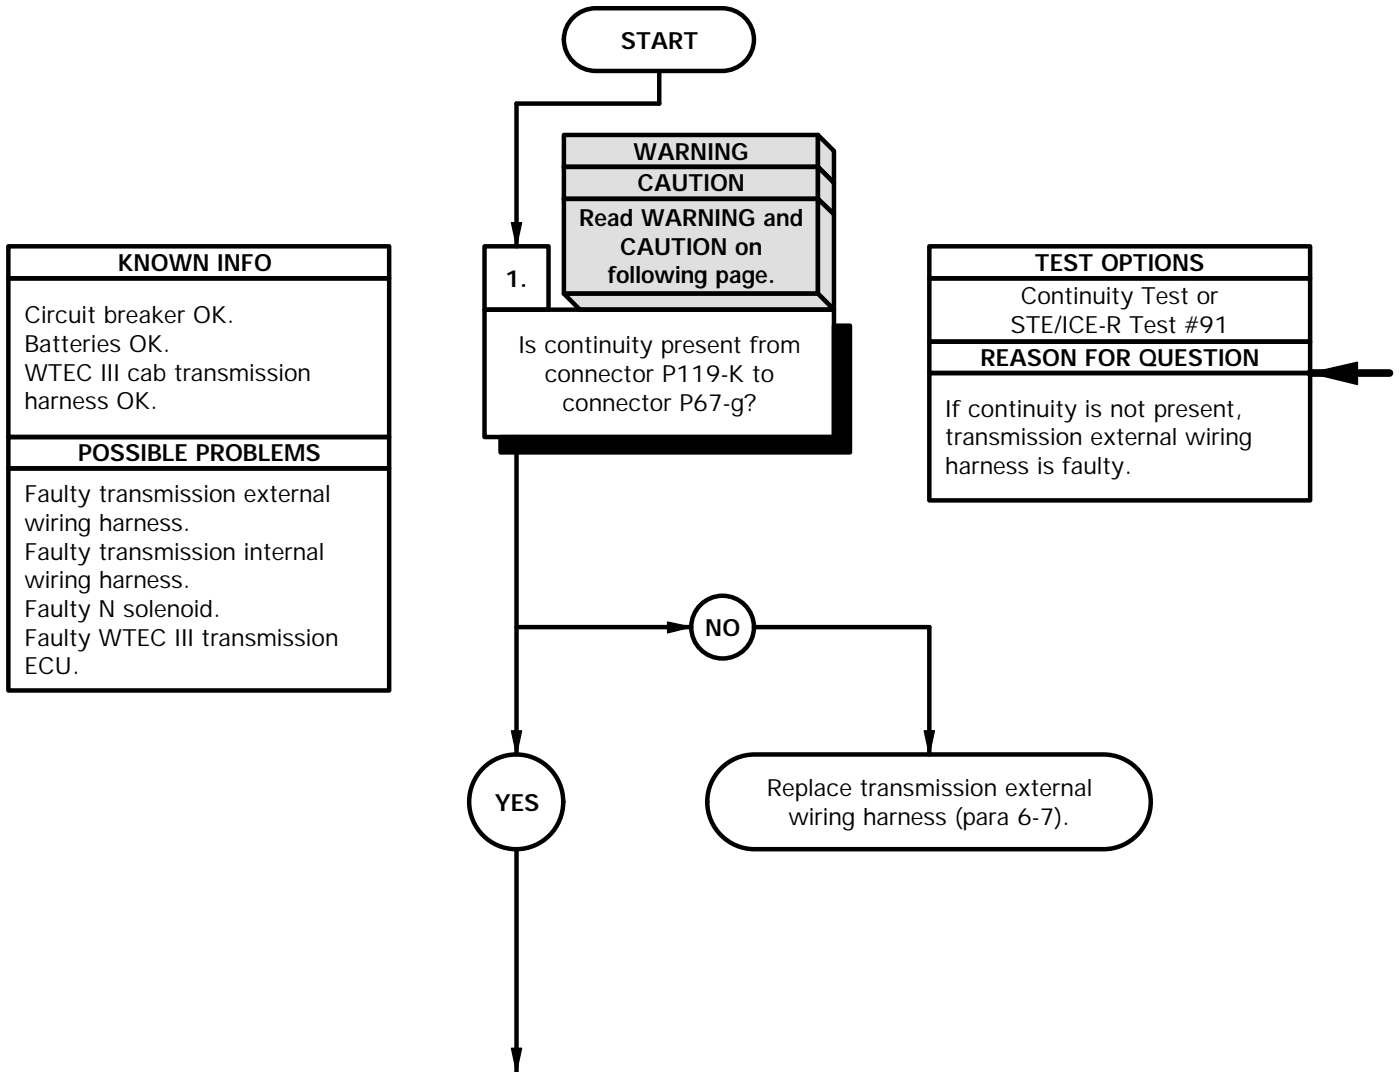 START
WARNING
CAUTION
Read WARNING and
CAUTION on
following page.
1.
Is continuity present from
connector P119-K to
connector P67-g?
KNOWN INFO
Circuit breaker OK.
Batteries OK.
WTEC III cab transmission
harness OK.
POSSIBLE PROBLEMS
Faulty transmission external
wiring harness.
Faulty transmission internal
wiring harness.
Faulty N solenoid.
Faulty WTEC III transmission
ECU.
TEST OPTIONS
Continuity Test or
STE/ICE-R Test #91
REASON FOR QUESTION
If continuity is not present,
transmission external wiring
harness is faulty.
NO
YES
Replace transmission external
wiring harness (para 6-7).